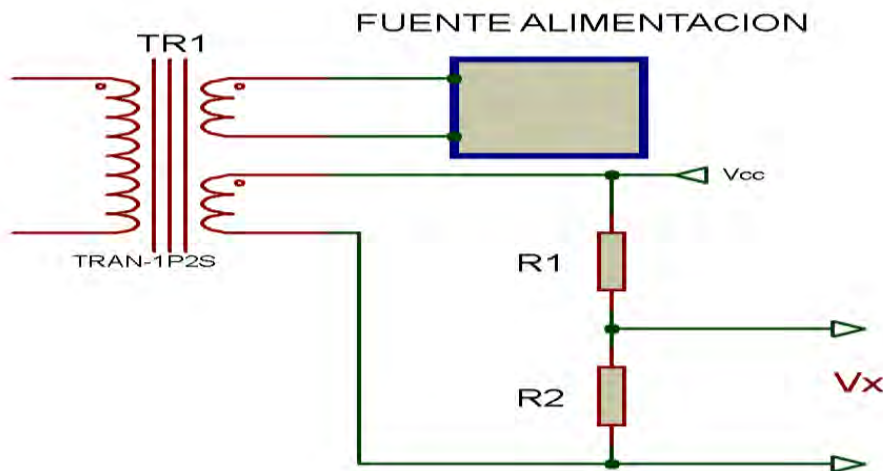 FUENTE ALIMENTACION
TR1
Vcc
TRAN-1P2S
R1
R2
Vx